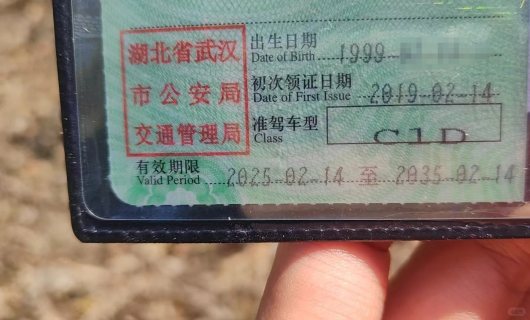 湖北省武汉
市公安局
交通管理局
出生日期
Date of Birth 1999
初次领证日期
Date of First Issue 2019-02-14
准驾车型
Class C1D
有效期限
Valid Period 2025-02-14 至 2035-02-14